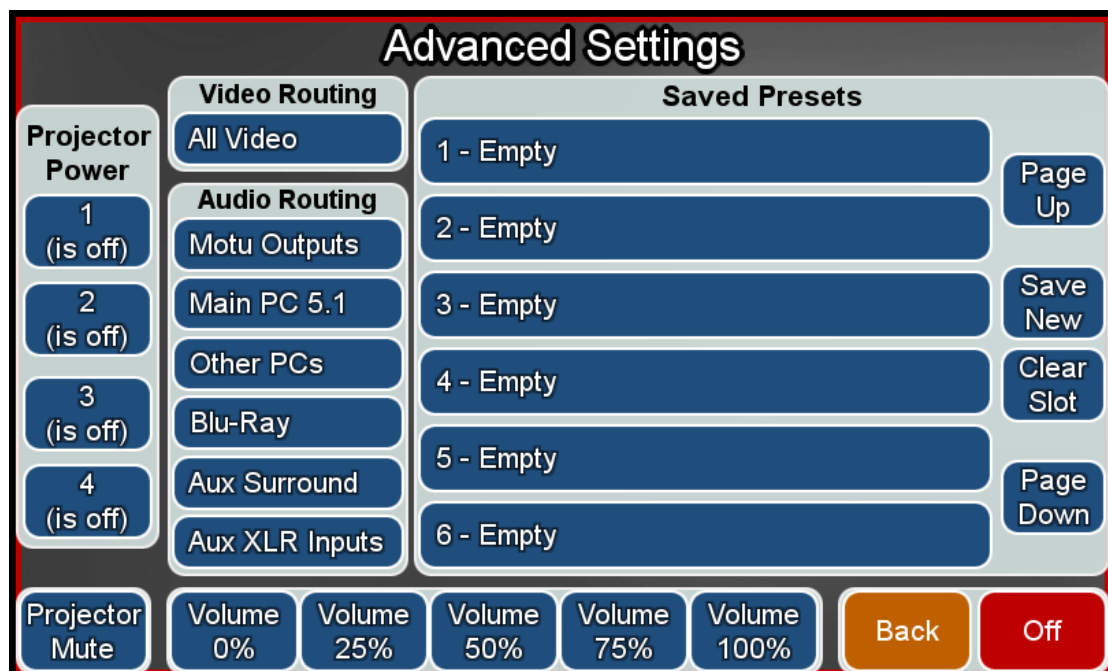 Advanced Settings
Projector
Power
1
(is off)
2
(is off)
3
(is off)
4
(is off)
Video Routing
All Video
Audio Routing
Motu Outputs
Main PC 5.1
Other PCs
Blu-Ray
Aux Surround
Aux XLR Inputs
Saved Presets
1 - Empty
2 - Empty
3 - Empty
4 - Empty
5 - Empty
6 - Empty
Page
Up
Save
New
Clear
Slot
Page
Down
Projector
Mute
Volume
0%
Volume
25%
Volume
50%
Volume
75%
Volume
100%
Back
Off